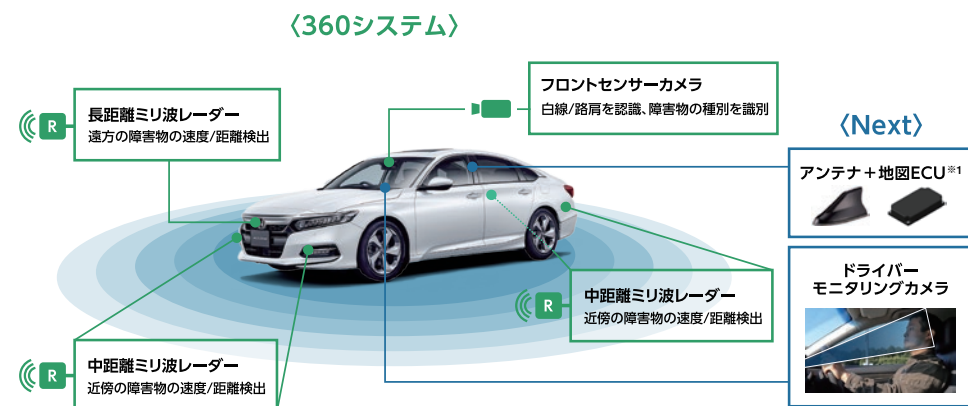 〈360システム〉
フロントセンサーカメラ
白線/路肩を認識、障害物の種別を識別
長距離ミリ波レーダー
遠方の障害物の速度/距離検出
R
〈Next〉
アンテナ＋地図ECU※1
ドライバー
モニタリングカメラ
中距離ミリ波レーダー
近傍の障害物の速度/距離検出
R
中距離ミリ波レーダー
近傍の障害物の速度/距離検出
R